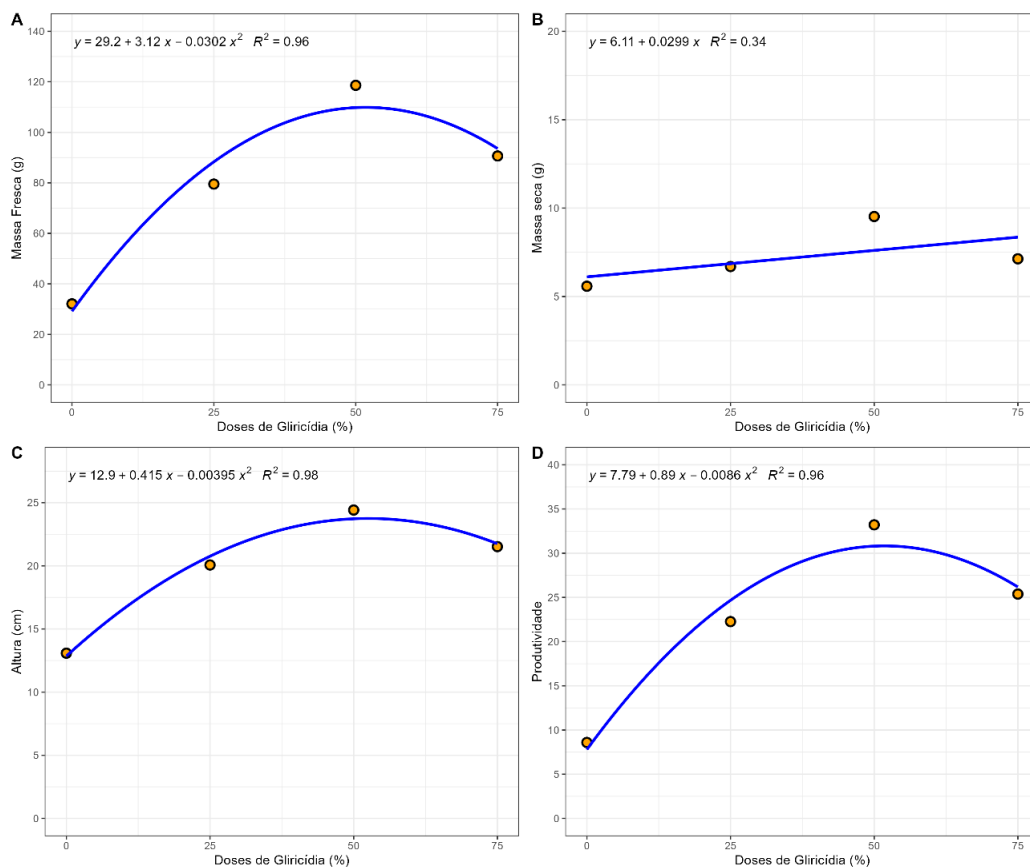 A
y = 29.2 + 3.12 x − 0.0302 x² R² = 0.96
140
120
100
80
60
40
20
0
Massa Fresca (g)
0 25 50 75
Doses de Gliricídia (%)
B
y = 6.11 + 0.0299 x R² = 0.34
20
15
10
5
0
Massa seca (g)
0 25 50 75
Doses de Gliricídia (%)
C
y = 12.9 + 0.415 x − 0.00395 x² R² = 0.98
25
20
15
10
5
0
Altura (cm)
0 25 50 75
Doses de Gliricídia (%)
D
y = 7.79 + 0.89 x − 0.0086 x² R² = 0.96
40
35
30
25
20
15
10
5
0
Produtividade
0 25 50 75
Doses de Gliricídia (%)